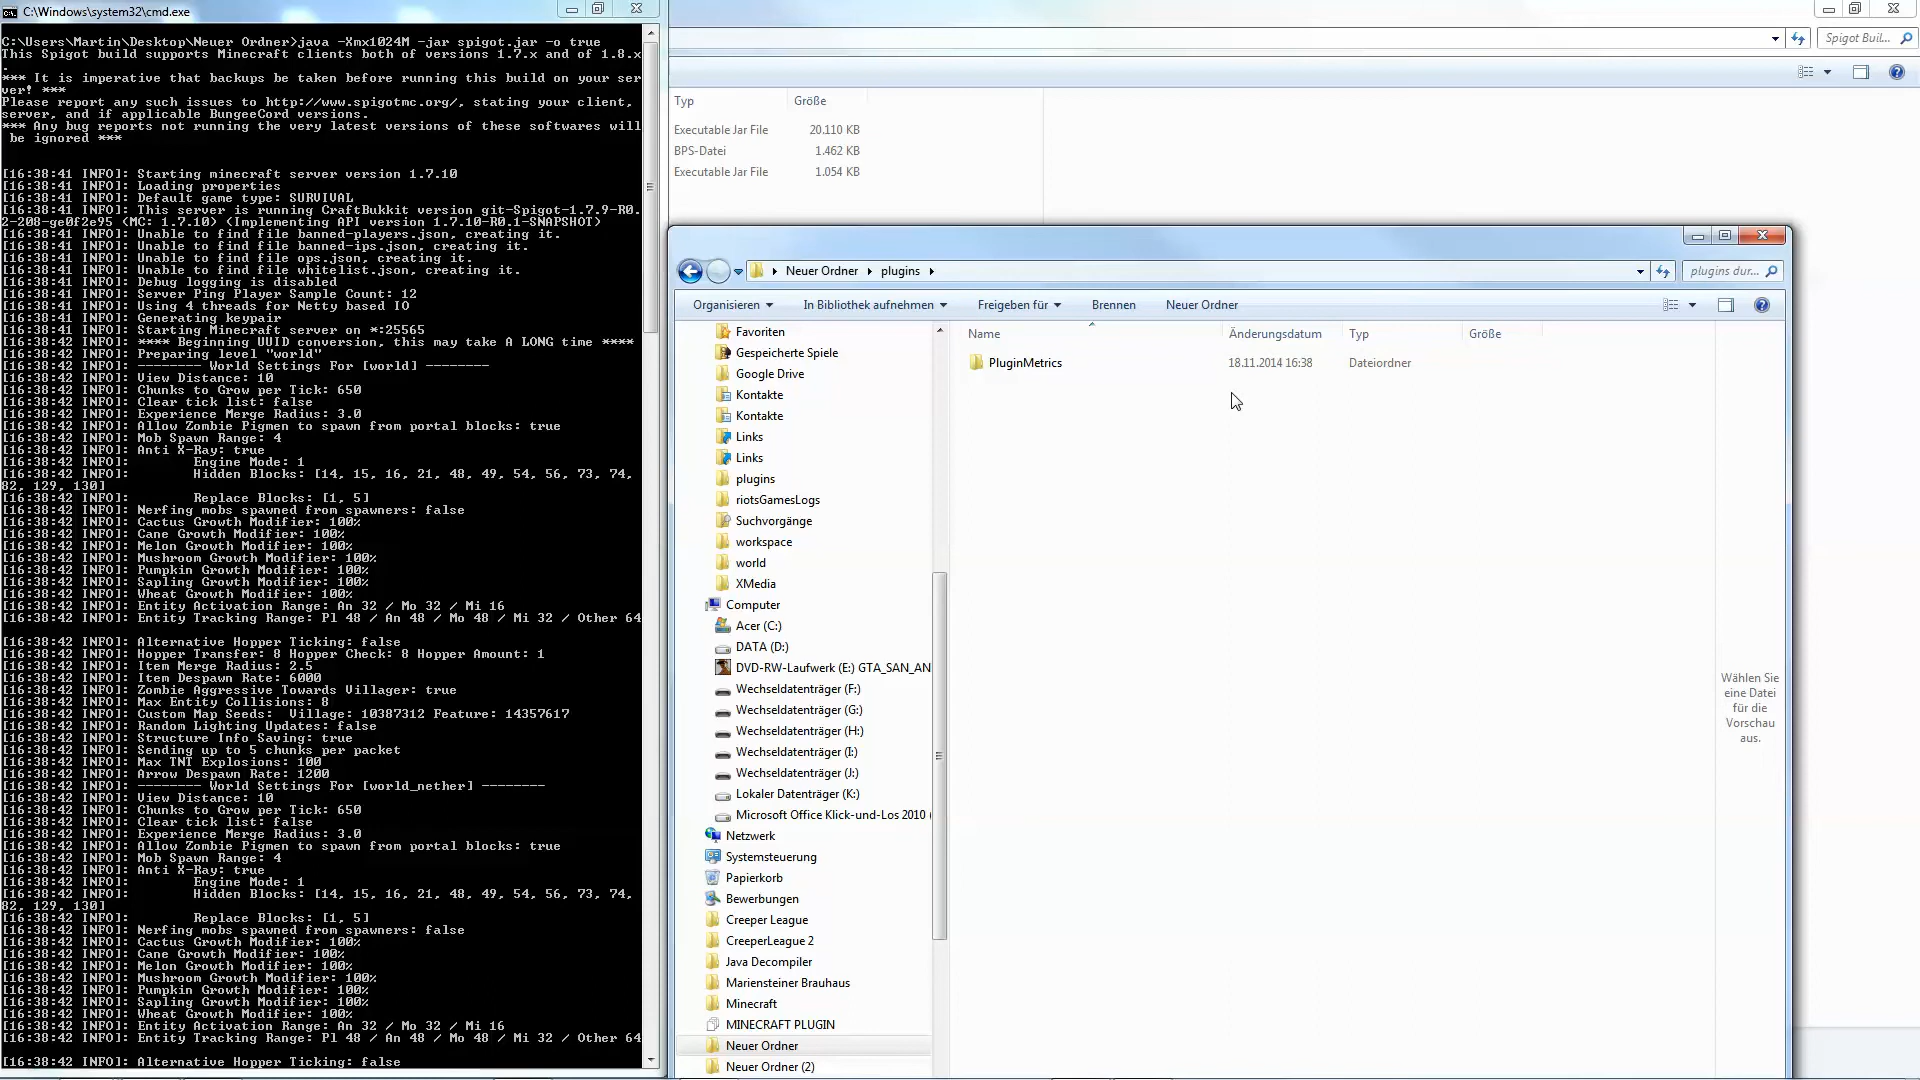 C:\Windows\system32\cmd.exe
C:\Users\Martin\Desktop\Neuer Ordner>java -Xmx1024M -jar spigot.jar -o true
This Spigot build supports Minecraft clients both of versions 1.7.x and of 1.8.x
.
*** It is imperative that backups be taken before running this build on your ser
ver! ***
Please report any such issues to http://www.spigotmc.org/, stating your client,
server, and if applicable BungeeCord versions.
*** Any bug reports not running the very latest versions of these softwares will
be ignored ***
[16:38:41 INFO]: Starting minecraft server version 1.7.10
[16:38:41 INFO]: Loading properties
[16:38:41 INFO]: Default game type: SURVIVAL
[16:38:41 INFO]: This server is running CraftBukkit version git-Spigot-1.7.9-R0.
2-208-ge0f2e95 (MC: 1.7.10) (Implementing API version 1.7.10-R0.1-SNAPSHOT)
[16:38:41 INFO]: Unable to find file banned-players.json, creating it.
[16:38:41 INFO]: Unable to find file banned-ips.json, creating it.
[16:38:41 INFO]: Unable to find file ops.json, creating it.
[16:38:41 INFO]: Unable to find file whitelist.json, creating it.
[16:38:41 INFO]: Debug logging is disabled
[16:38:41 INFO]: Server Ping Player Sample Count: 12
[16:38:41 INFO]: Using 4 threads for Netty based IO
[16:38:41 INFO]: Generating keypair
[16:38:41 INFO]: Starting Minecraft server on *:25565
[16:38:42 INFO]: **** Beginning UUID conversion, this may take A LONG time ****
[16:38:42 INFO]: Preparing level "world"
[16:38:42 INFO]: -------- World Settings For [world] --------
[16:38:42 INFO]: View Distance: 10
[16:38:42 INFO]: Chunks to Grow per Tick: 650
[16:38:42 INFO]: Clear tick list: false
[16:38:42 INFO]: Experience Merge Radius: 3.0
[16:38:42 INFO]: Allow Zombie Pigmen to spawn from portal blocks: true
[16:38:42 INFO]: Mob Spawn Range: 4
[16:38:42 INFO]: Anti X-Ray: true
[16:38:42 INFO]: Engine Mode: 1
[16:38:42 INFO]: Hidden Blocks: [14, 15, 16, 21, 48, 49, 54, 56, 73, 74,
82, 129, 130]
[16:38:42 INFO]: Replace Blocks: [1, 5]
[16:38:42 INFO]: Nerfing mobs spawned from spawners: false
[16:38:42 INFO]: Cactus Growth Modifier: 100%
[16:38:42 INFO]: Cane Growth Modifier: 100%
[16:38:42 INFO]: Melon Growth Modifier: 100%
[16:38:42 INFO]: Mushroom Growth Modifier: 100%
[16:38:42 INFO]: Pumpkin Growth Modifier: 100%
[16:38:42 INFO]: Sapling Growth Modifier: 100%
[16:38:42 INFO]: Wheat Growth Modifier: 100%
[16:38:42 INFO]: Entity Activation Range: An 32 / Mo 32 / Mi 16
[16:38:42 INFO]: Entity Tracking Range: Pl 48 / An 48 / Mo 48 / Mi 32 / Other 64
[16:38:42 INFO]: Alternative Hopper Ticking: false
[16:38:42 INFO]: Hopper Transfer: 8 Hopper Check: 8 Hopper Amount: 1
[16:38:42 INFO]: Item Merge Radius: 2.5
[16:38:42 INFO]: Item Despawn Rate: 6000
[16:38:42 INFO]: Zombie Aggressive Towards Villager: true
[16:38:42 INFO]: Max Entity Collisions: 8
[16:38:42 INFO]: Custom Map Seeds:  Village: 10387312 Feature: 14357617
[16:38:42 INFO]: Random Lighting Updates: false
[16:38:42 INFO]: Structure Info Saving: true
[16:38:42 INFO]: Sending up to 5 chunks per packet
[16:38:42 INFO]: Max TNT Explosions: 100
[16:38:42 INFO]: Arrow Despawn Rate: 1200
[16:38:42 INFO]: -------- World Settings For [world_nether] --------
[16:38:42 INFO]: View Distance: 10
[16:38:42 INFO]: Chunks to Grow per Tick: 650
[16:38:42 INFO]: Clear tick list: false
[16:38:42 INFO]: Experience Merge Radius: 3.0
[16:38:42 INFO]: Allow Zombie Pigmen to spawn from portal blocks: true
[16:38:42 INFO]: Mob Spawn Range: 4
[16:38:42 INFO]: Anti X-Ray: true
[16:38:42 INFO]: Engine Mode: 1
[16:38:42 INFO]: Hidden Blocks: [14, 15, 16, 21, 48, 49, 54, 56, 73, 74,
82, 129, 130]
[16:38:42 INFO]: Replace Blocks: [1, 5]
[16:38:42 INFO]: Nerfing mobs spawned from spawners: false
[16:38:42 INFO]: Cactus Growth Modifier: 100%
[16:38:42 INFO]: Cane Growth Modifier: 100%
[16:38:42 INFO]: Melon Growth Modifier: 100%
[16:38:42 INFO]: Mushroom Growth Modifier: 100%
[16:38:42 INFO]: Pumpkin Growth Modifier: 100%
[16:38:42 INFO]: Sapling Growth Modifier: 100%
[16:38:42 INFO]: Wheat Growth Modifier: 100%
[16:38:42 INFO]: Entity Activation Range: An 32 / Mo 32 / Mi 16
[16:38:42 INFO]: Entity Tracking Range: Pl 48 / An 48 / Mo 48 / Mi 32 / Other 64
[16:38:42 INFO]: Alternative Hopper Ticking: false
Spigot Buil...
Typ Größe
Executable Jar File 20.110 KB
BPS-Datei 1.462 KB
Executable Jar File 1.054 KB
Neuer Ordner plugins
plugins dur...
Organisieren In Bibliothek aufnehmen Freigeben für Brennen Neuer Ordner
Favoriten
Gespeicherte Spiele
Google Drive
Kontakte
Kontakte
Links
Links
plugins
riotsGamesLogs
Suchvorgänge
workspace
world
XMedia
Computer
Acer (C:)
DATA (D:)
DVD-RW-Laufwerk (E:) GTA_SAN_AN
Wechseldatenträger (F:)
Wechseldatenträger (G:)
Wechseldatenträger (H:)
Wechseldatenträger (I:)
Wechseldatenträger (J:)
Lokaler Datenträger (K:)
Microsoft Office Klick-und-Los 2010 (
Netzwerk
Systemsteuerung
Papierkorb
Bewerbungen
Creeper League
CreeperLeague 2
Java Decompiler
Mariensteiner Brauhaus
Minecraft
MINECRAFT PLUGIN
Neuer Ordner
Neuer Ordner (2)
Name Änderungsdatum Typ Größe
PluginMetrics 18.11.2014 16:38 Dateiordner
Wählen Sie
eine Datei
für die
Vorschau
aus.